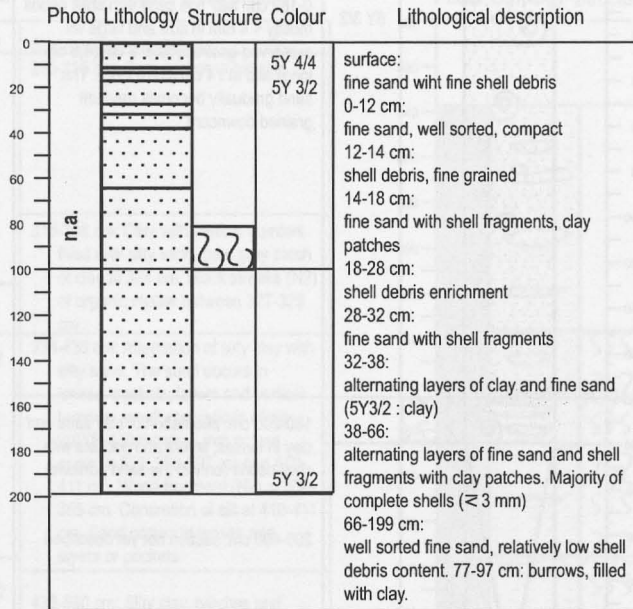 Photo Lithology Structure Colour Lithological description
0
20
40
60
80
100
120
140
160
180
200
n.a.
5Y 4/4
5Y 3/2
5Y 3/2
surface:
fine sand wiht fine shell debris
0-12 cm:
fine sand, well sorted, compact
12-14 cm:
shell debris, fine grained
14-18 cm:
fine sand with shell fragments, clay
patches
18-28 cm:
shell debris enrichment
28-32 cm:
fine sand with shell fragments
32-38:
alternating layers of clay and fine sand
(5Y3/2 : clay)
38-66:
alternating layers of fine sand and shell
fragments with clay patches. Majority of
complete shells ( 3 mm)
66-199 cm:
well sorted fine sand, relatively low shell
debris content. 77-97 cm: burrows, filled
with clay.